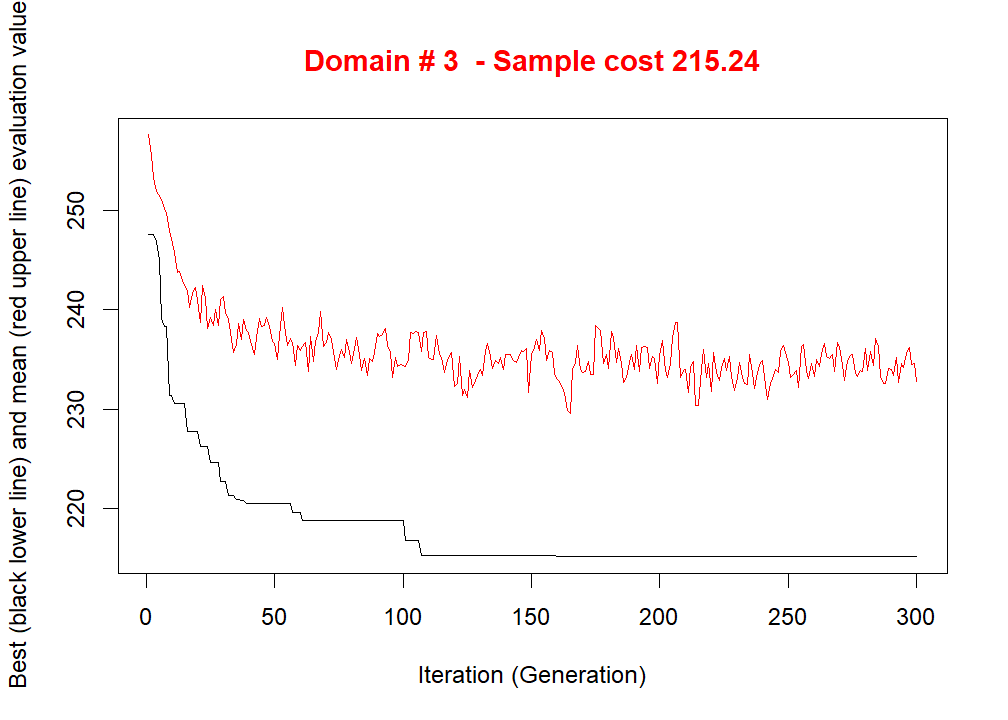 Domain # 3 - Sample cost 215.24
Best (black lower line) and mean (red upper line) evaluation value
250
240
230
220
0 50 100 150 200 250 300
Iteration (Generation)